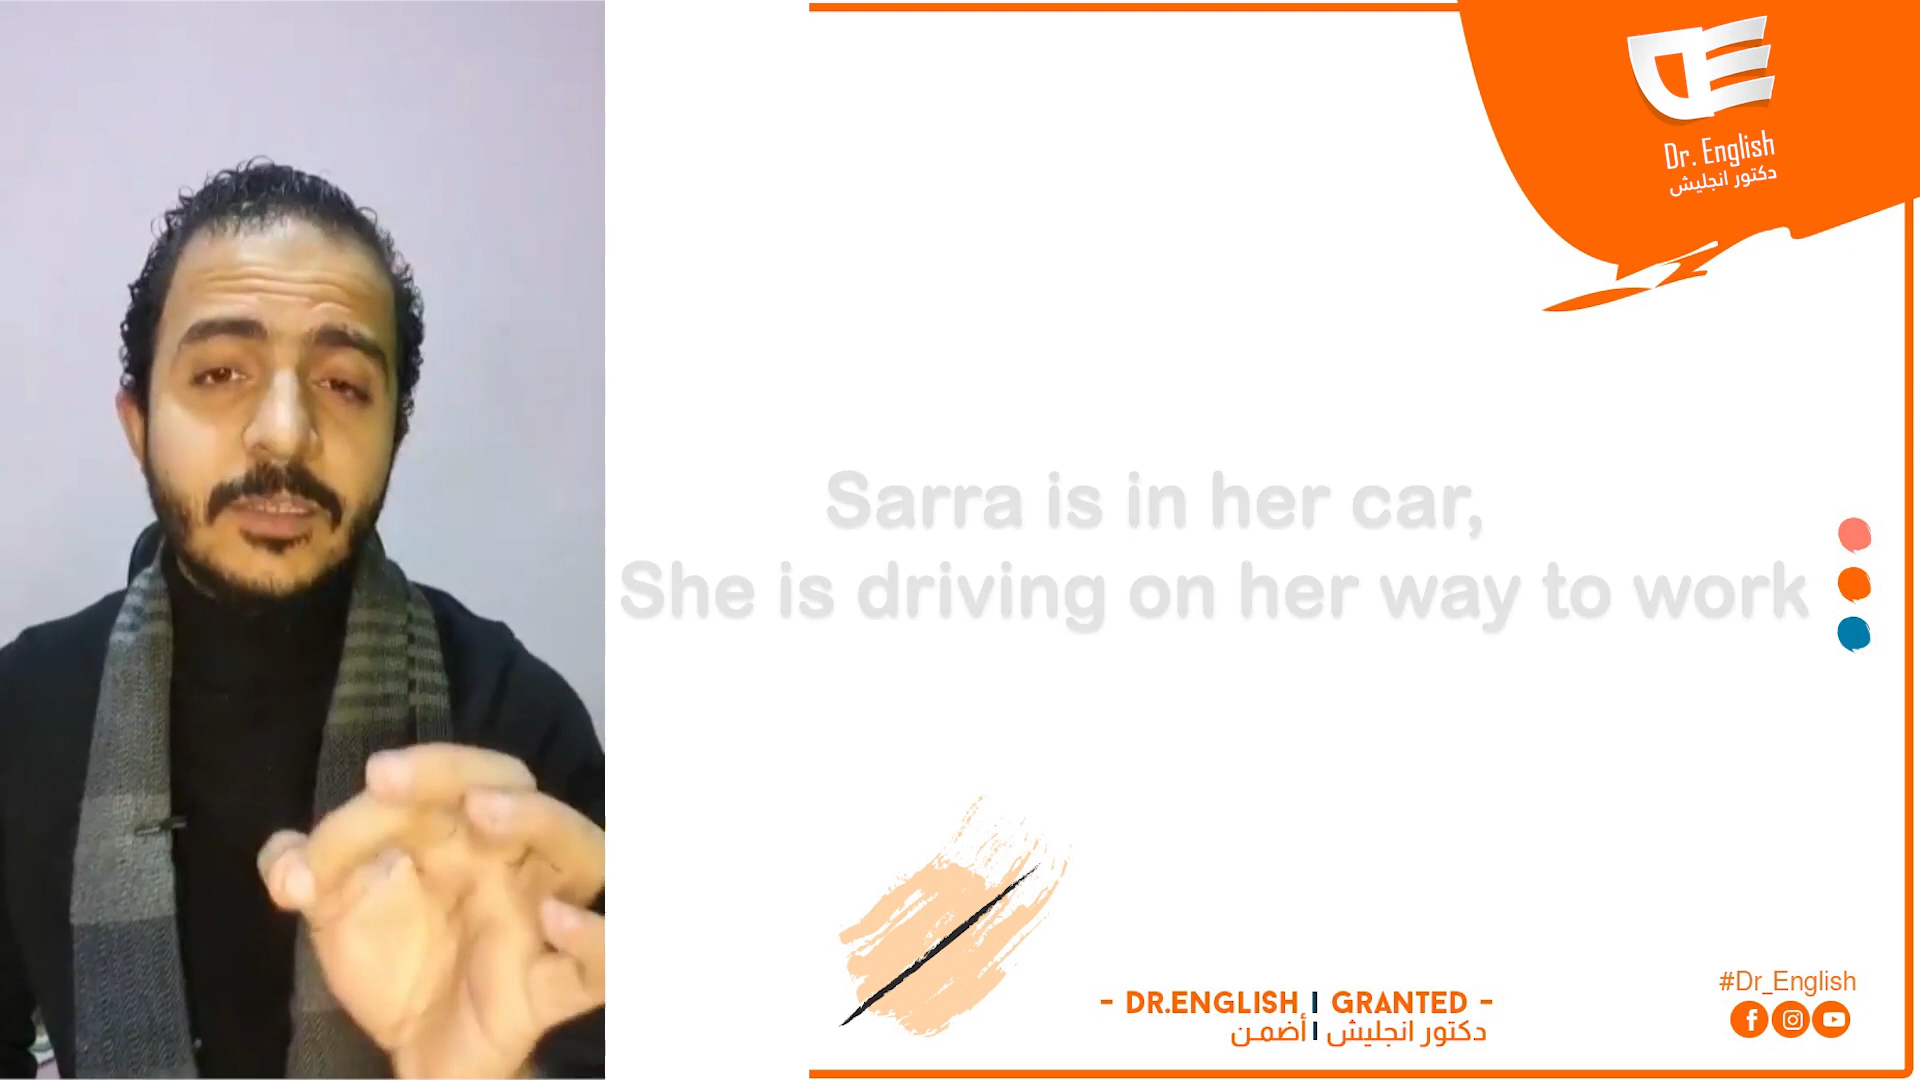 Dr. English
دكتور انجليش
Sarra is in her car,
She is driving on her way to work
#Dr_English
- DR.ENGLISH | GRANTED -
دكتور انجليش | أضمن